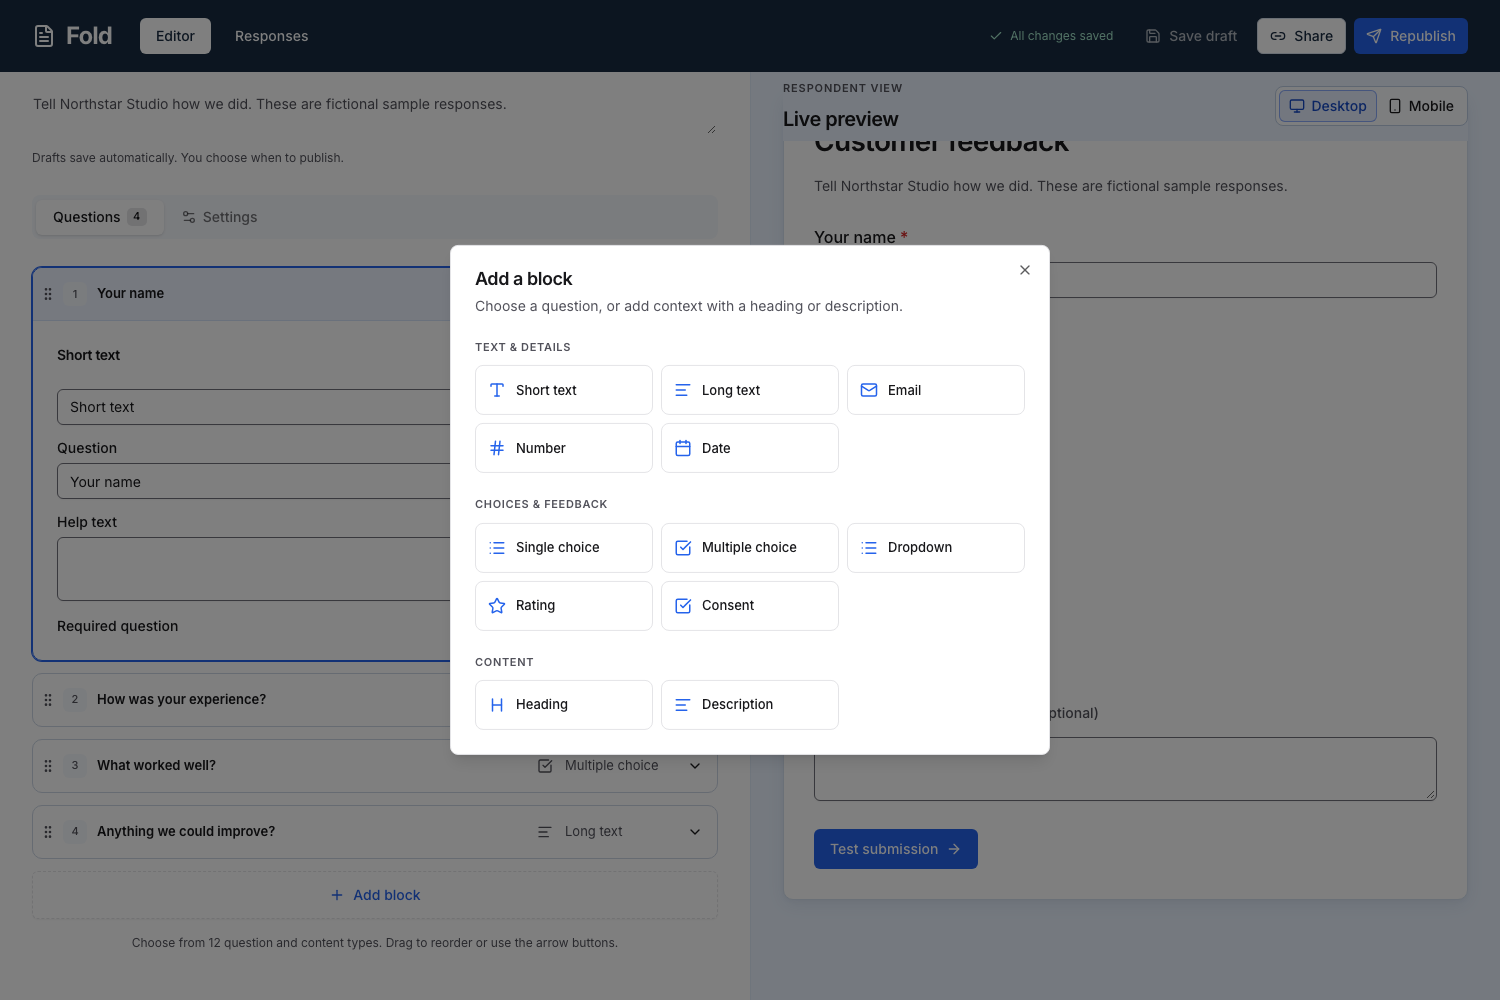 Fold
Editor
Responses
All changes saved
Save draft
Share
Republish
Tell Northstar Studio how we did. These are fictional sample responses.
Drafts save automatically. You choose when to publish.
Questions 4
Settings
1 Your name
Short text
Short text
Question
Your name
Help text
Required question
2 How was your experience?
3 What worked well?
Multiple choice
4 Anything we could improve?
Long text
Add block
Choose from 12 question and content types. Drag to reorder or use the arrow buttons.
RESPONDENT VIEW
Live preview
Desktop
Mobile
Customer feedback
Tell Northstar Studio how we did. These are fictional sample responses.
Your name *
Test submission
Add a block
Choose a question, or add context with a heading or description.
TEXT & DETAILS
Short text
Long text
Email
Number
Date
CHOICES & FEEDBACK
Single choice
Multiple choice
Dropdown
Rating
Consent
CONTENT
Heading
Description